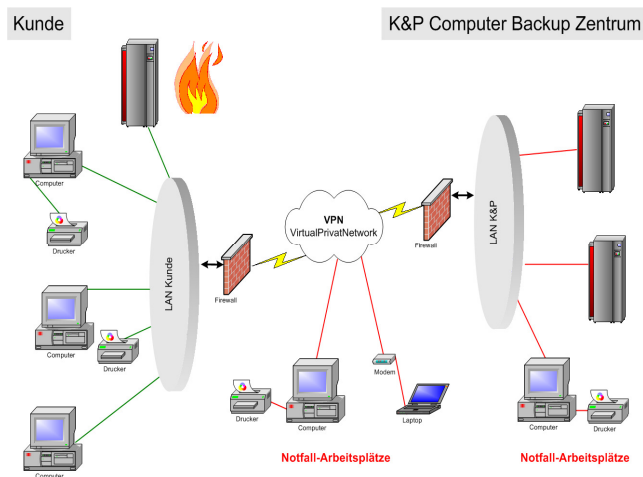 Kunde
K&P Computer Backup Zentrum
Computer
Drucker
LAN Kunde
Firewall
VPN
VirtualPrivatNetwork
Firewall
LAN K&P
Computer
Drucker
Computer
Drucker
Computer
Modem
Laptop
Computer
Drucker
Notfall-Arbeitsplätze
Notfall-Arbeitsplätze